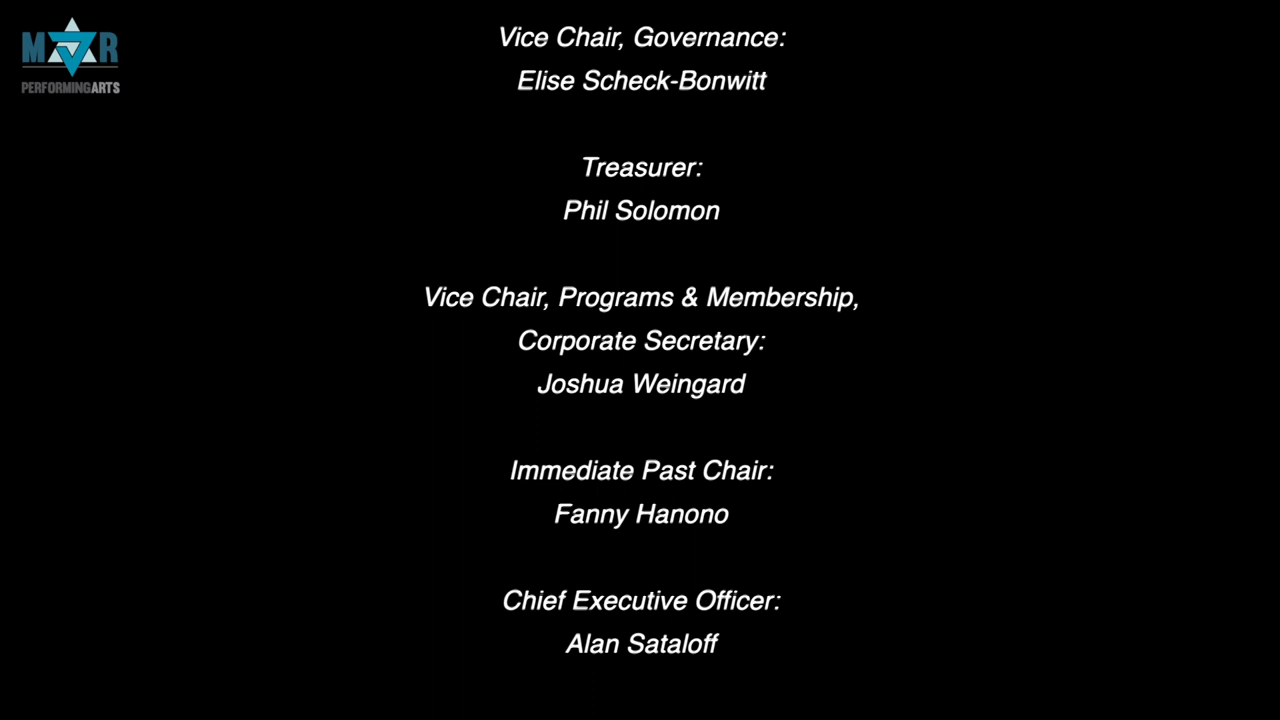 MAR
PERFORMINGARTS
Vice Chair, Governance:
Elise Scheck-Bonwitt
Treasurer:
Phil Solomon
Vice Chair, Programs & Membership,
Corporate Secretary:
Joshua Weingard
Immediate Past Chair:
Fanny Hanono
Chief Executive Officer:
Alan Sataloff